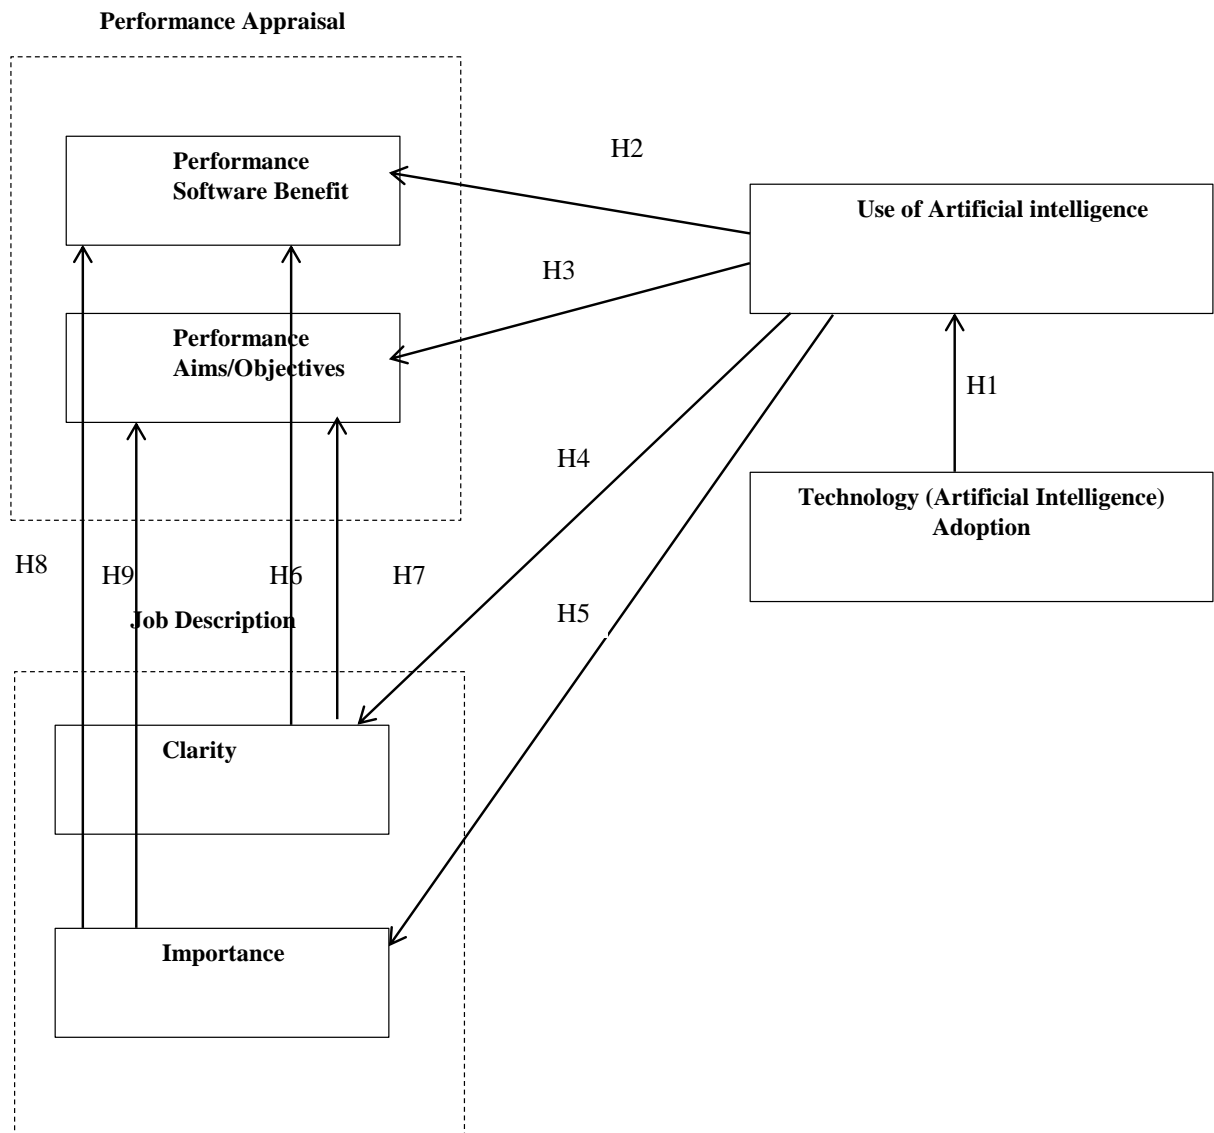 Performance Appraisal
Performance
Software Benefit
H2
Use of Artificial intelligence
H3
Performance
Aims/Objectives
H1
H4
Technology (Artificial Intelligence)
Adoption
H8
H9
H6
H7
H5
Job Description
Clarity
Importance